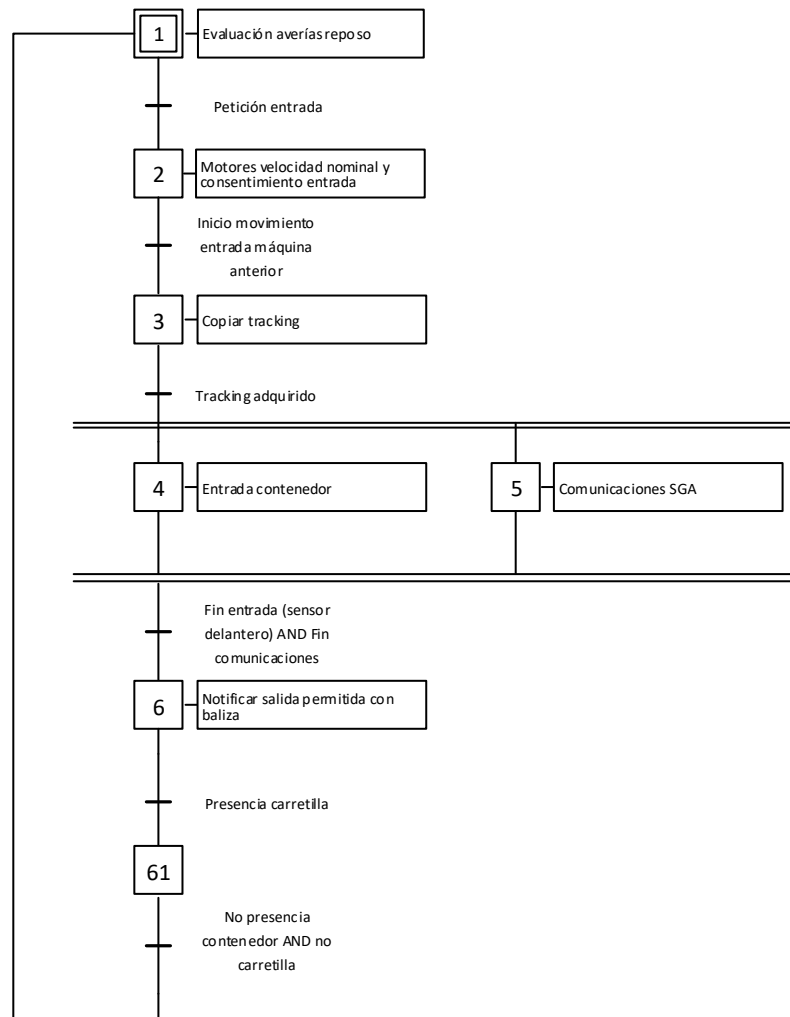 1
Evaluación averías reposo
Petición entrada
2
Motores velocidad nominal y
consentimiento entrada
Inicio movimiento
entrada máquina
anterior
3
Copiar tracking
Tracking adquirido
4
Entrada contenedor
5
Comunicaciones SGA
Fin entrada (sensor
delantero) AND Fin
comunicaciones
6
Notificar salida permitida con
baliza
Presencia carretilla
61
No presencia
contenedor AND no
carretilla